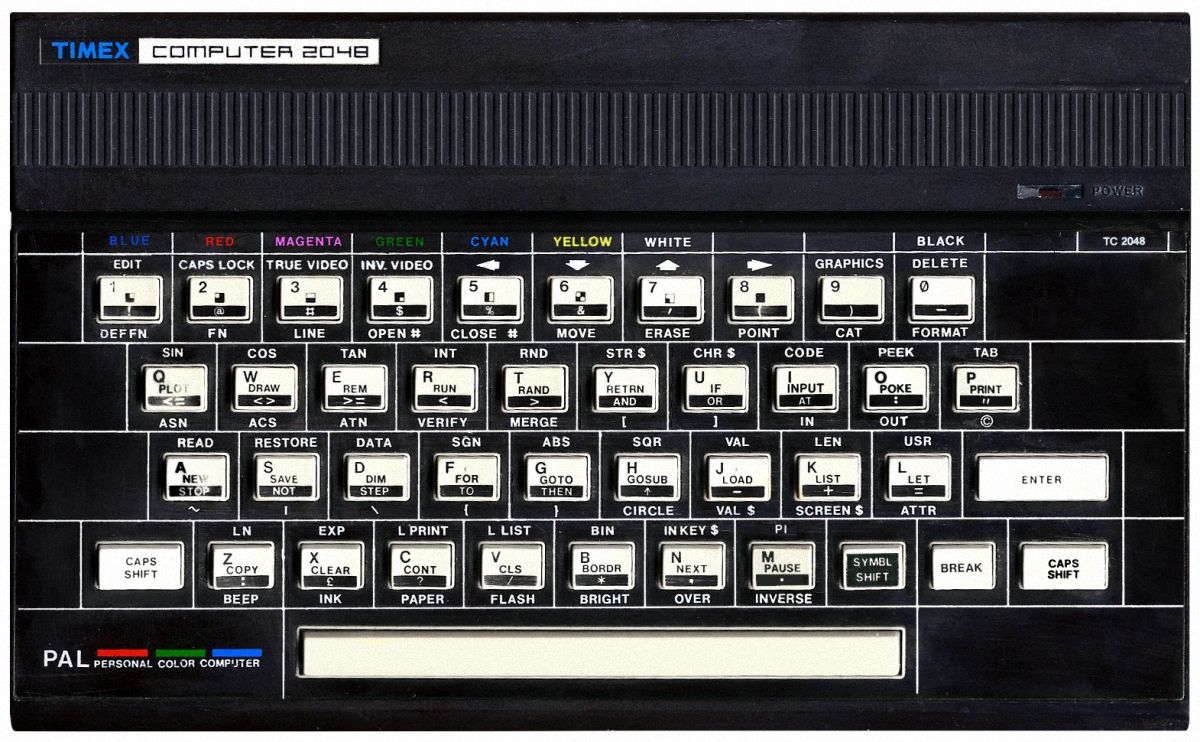 TIMEX COMPUTER 2048
POWER
BLUE RED MAGENTA GREEN CYAN YELLOW WHITE BLACK TC 2048
EDIT CAPS LOCK TRUE VIDEO INV. VIDEO GRAPHICS DELETE
1 2 3 4 5 6 7 8 9 0
! @ # $ % & ' ( ) _
DEF FN FN LINE OPEN # CLOSE # MOVE ERASE POINT CAT FORMAT
SIN COS TAN INT RND STR $ CHR $ CODE PEEK TAB
Q W E R T Y U I O P
PLOT DRAW REM RUN RAND RETRN IF INPUT POKE PRINT
<= <> >= < > AND OR AT ; "
ASN ACS ATN VERIFY MERGE [ ] IN OUT ©
READ RESTORE DATA SGN ABS SQR VAL LEN USR
A S D F G H J K L
NEW SAVE DIM FOR GOTO GOSUB LOAD LIST LET ENTER
STOP NOT STEP TO THEN ↑ − + =
~ | \ { } CIRCLE VAL $ SCREEN $ ATTR
LN EXP L PRINT L LIST BIN INKEY $ PI
CAPS SHIFT Z X C V B N M SYMBL SHIFT BREAK CAPS SHIFT
COPY CLEAR CONT CLS BORDR NEXT PAUSE
: £ ? / * , .
BEEP INK PAPER FLASH BRIGHT OVER INVERSE
PAL PERSONAL COLOR COMPUTER